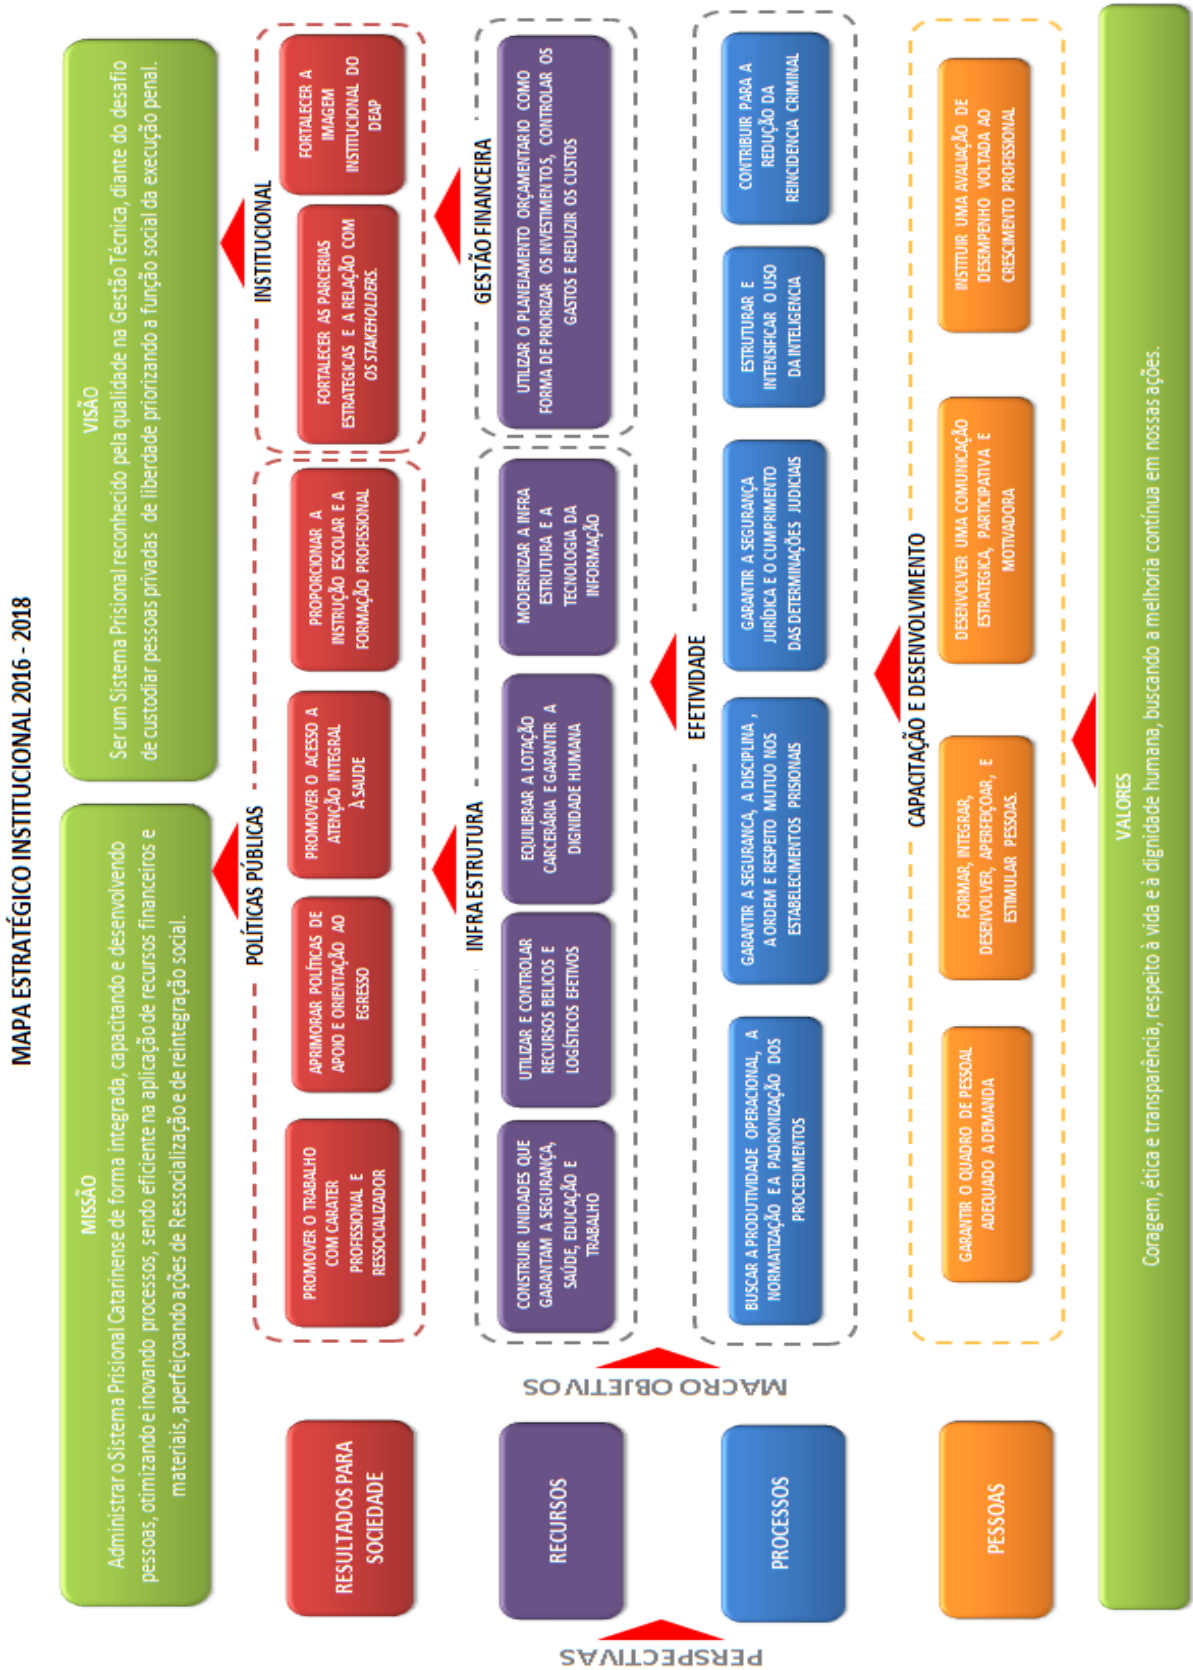 MAPA ESTRATÉGICO INSTITUCIONAL 2016 - 2018
MISSÃO
Administrar o Sistema Prisional Catarinense de forma integrada, capacitando e desenvolvendo
pessoas, otimizando e inovando processos, sendo eficiente na aplicação de recursos financeiros e
materiais, aperfeiçoando ações de Ressocialização e de reintegração social.
VISÃO
Ser um Sistema Prisional reconhecido pela qualidade na Gestão Técnica, diante do desafio
de custodiar pessoas privadas de liberdade priorizando a função social da execução penal.
PERSPECTIVAS
MACRO OBJETIVOS
RESULTADOS PARA
SOCIEDADE
POLÍTICAS PÚBLICAS
PROMOVER O TRABALHO
COM CARATER
PROFISSIONAL E
RESSOCIALIZADOR
APRIMORAR POLÍTICAS DE
APOIO E ORIENTAÇÃO AO
EGRESSO
PROMOVER O ACESSO A
ATENÇÃO INTEGRAL
À SAUDE
PROPORCIONAR A
INSTRUÇÃO ESCOLAR E A
FORMAÇÃO PROFISSIONAL
INSTITUCIONAL
FORTALECER AS PARCERIAS
ESTRATEGICAS E A RELAÇÃO COM
OS STAKEHOLDERS.
FORTALECER A
IMAGEM
INSTITUCIONAL DO
DEAP
RECURSOS
INFRA ESTRUTURA
CONSTRUIR UNIDADES QUE
GARANTAM A SEGURANÇA,
SAÚDE, EDUCAÇÃO E
TRABALHO
UTILIZAR E CONTROLAR
RECURSOS BELICOS E
LOGÍSTICOS EFETIVOS
EQUILIBRAR A LOTAÇÃO
CARCERÁRIA E GARANTIR A
DIGNIDADE HUMANA
MODERNIZAR A INFRA
ESTRUTURA E A
TECNOLOGIA DA
INFORMAÇÃO
GESTÃO FINANCEIRA
UTILIZAR O PLANEJAMENTO ORÇAMENTARIO COMO
FORMA DE PRIORIZAR OS INVESTIMENTOS, CONTROLAR OS
GASTOS E REDUZIR OS CUSTOS
PROCESSOS
EFETIVIDADE
BUSCAR A PRODUTIVIDADE OPERACIONAL, A
NORMATIZAÇÃO E A PADRONIZAÇÃO DOS
PROCEDIMENTOS
GARANTIR A SEGURANCA, A DISCIPLINA ,
A ORDEM E RESPEITO MUTUO NOS
ESTABELECIMENTOS PRISIONAIS
GARANTIR A SEGURANÇA
JURÍDICA E O CUMPRIMENTO
DAS DETERMINAÇÕES JUDICIAIS
ESTRUTURAR E
INTENSIFICAR O USO
DA INTELIGENCIA
CONTRIBUIR PARA A
REDUÇÃO DA
REINCIDENCIA CRIMINAL
PESSOAS
CAPACITAÇÃO E DESENVOLVIMENTO
GARANTIR O QUADRO DE PESSOAL
ADEQUADO A DEMANDA
FORMAR, INTEGRAR,
DESENVOLVER, APERFEIÇOAR, E
ESTIMULAR PESSOAS.
DESENVOLVER UMA COMUNICAÇÃO
ESTRATEGICA, PARTICIPATIVA E
MOTIVADORA
INSTITUIR UMA AVALIAÇÃO DE
DESEMPENHO VOLTADA AO
CRESCIMENTO PROFISSIONAL
VALORES
Coragem, ética e transparência, respeito à vida e à dignidade humana, buscando a melhoria contínua em nossas ações.